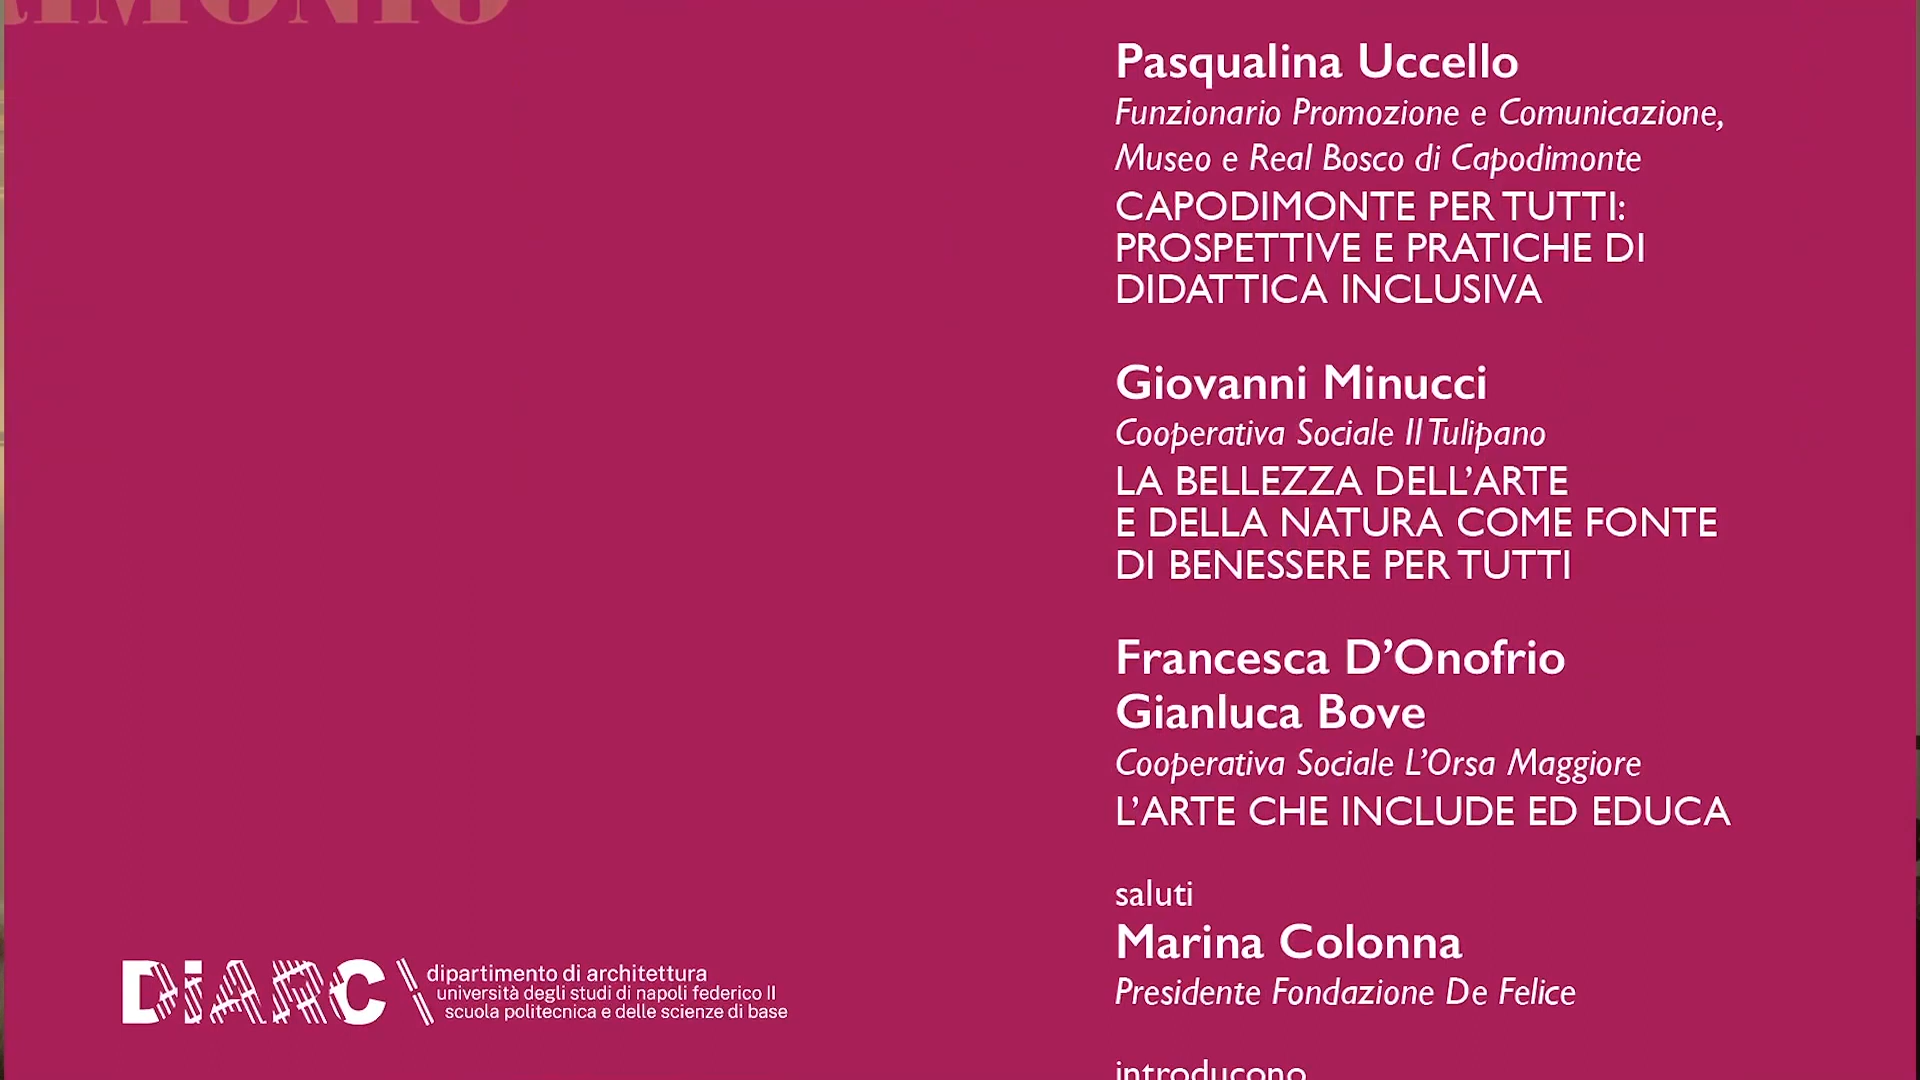 Pasqualina Uccello
Funzionario Promozione e Comunicazione,
Museo e Real Bosco di Capodimonte
CAPODIMONTE PER TUTTI:
PROSPETTIVE E PRATICHE DI
DIDATTICA INCLUSIVA
Giovanni Minucci
Cooperativa Sociale Il Tulipano
LA BELLEZZA DELL’ARTE
E DELLA NATURA COME FONTE
DI BENESSERE PER TUTTI
Francesca D’Onofrio
Gianluca Bove
Cooperativa Sociale L’Orsa Maggiore
L’ARTE CHE INCLUDE ED EDUCA
saluti
Marina Colonna
Presidente Fondazione De Felice
introducono
DiARC
dipartimento di architettura
università degli studi di napoli federico II
scuola politecnica e delle scienze di base